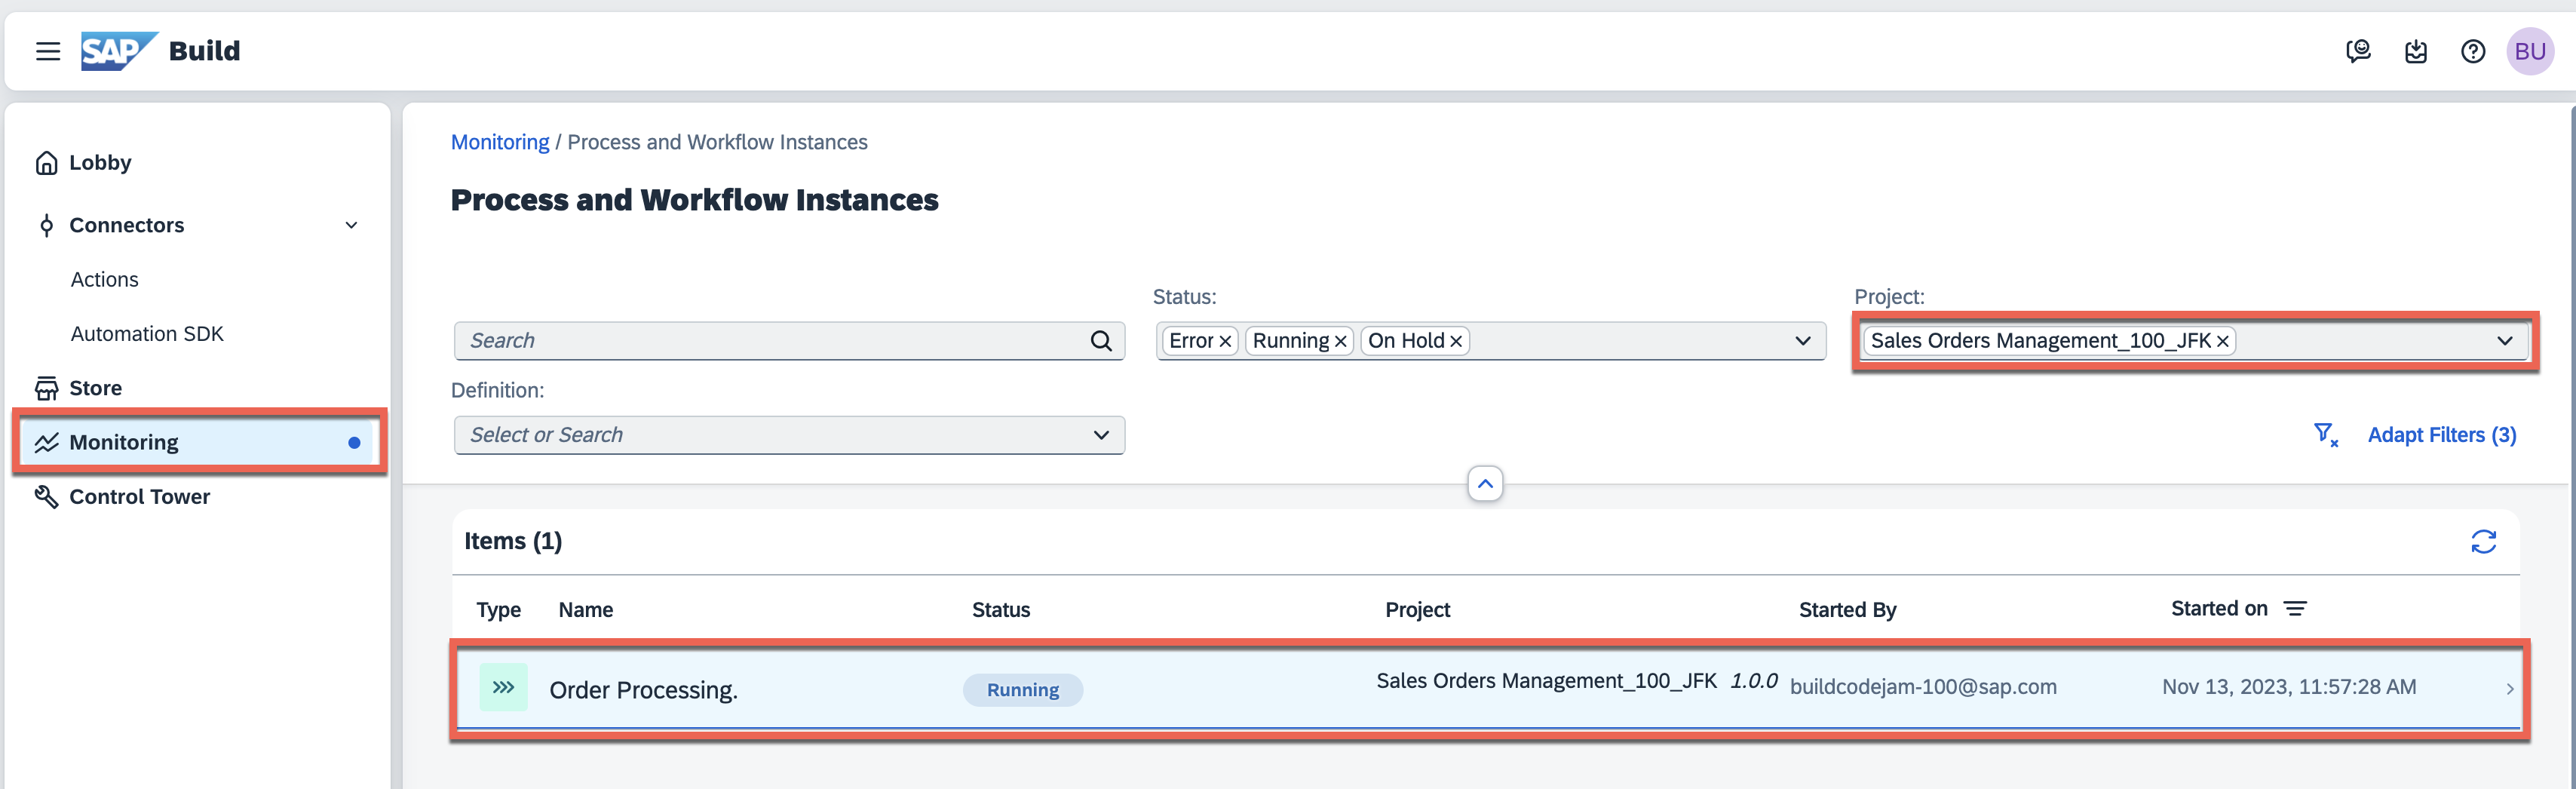 SAP Build
BU
Lobby
Connectors
Actions
Automation SDK
Store
Monitoring
Control Tower
Monitoring / Process and Workflow Instances
Process and Workflow Instances
Status:
Project:
Search
Error Running On Hold
Sales Orders Management_100_JFK
Definition:
Select or Search
Adapt Filters (3)
Items (1)
Type Name Status Project Started By Started on
Order Processing. Running Sales Orders Management_100_JFK 1.0.0 buildcodejam-100@sap.com Nov 13, 2023, 11:57:28 AM